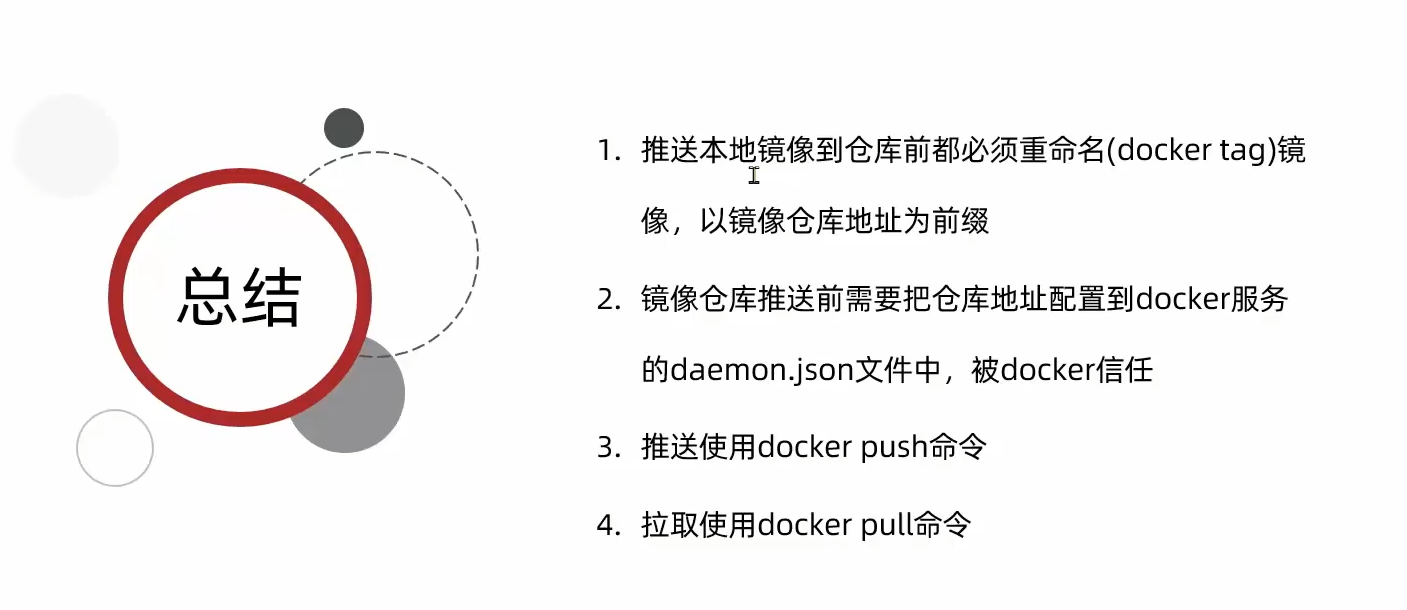 总结
1. 推送本地镜像到仓库前都必须重命名(docker tag)镜
像，以镜像仓库地址为前缀
2. 镜像仓库推送前需要把仓库地址配置到docker服务
的daemon.json文件中，被docker信任
3. 推送使用docker push命令
4. 拉取使用docker pull命令